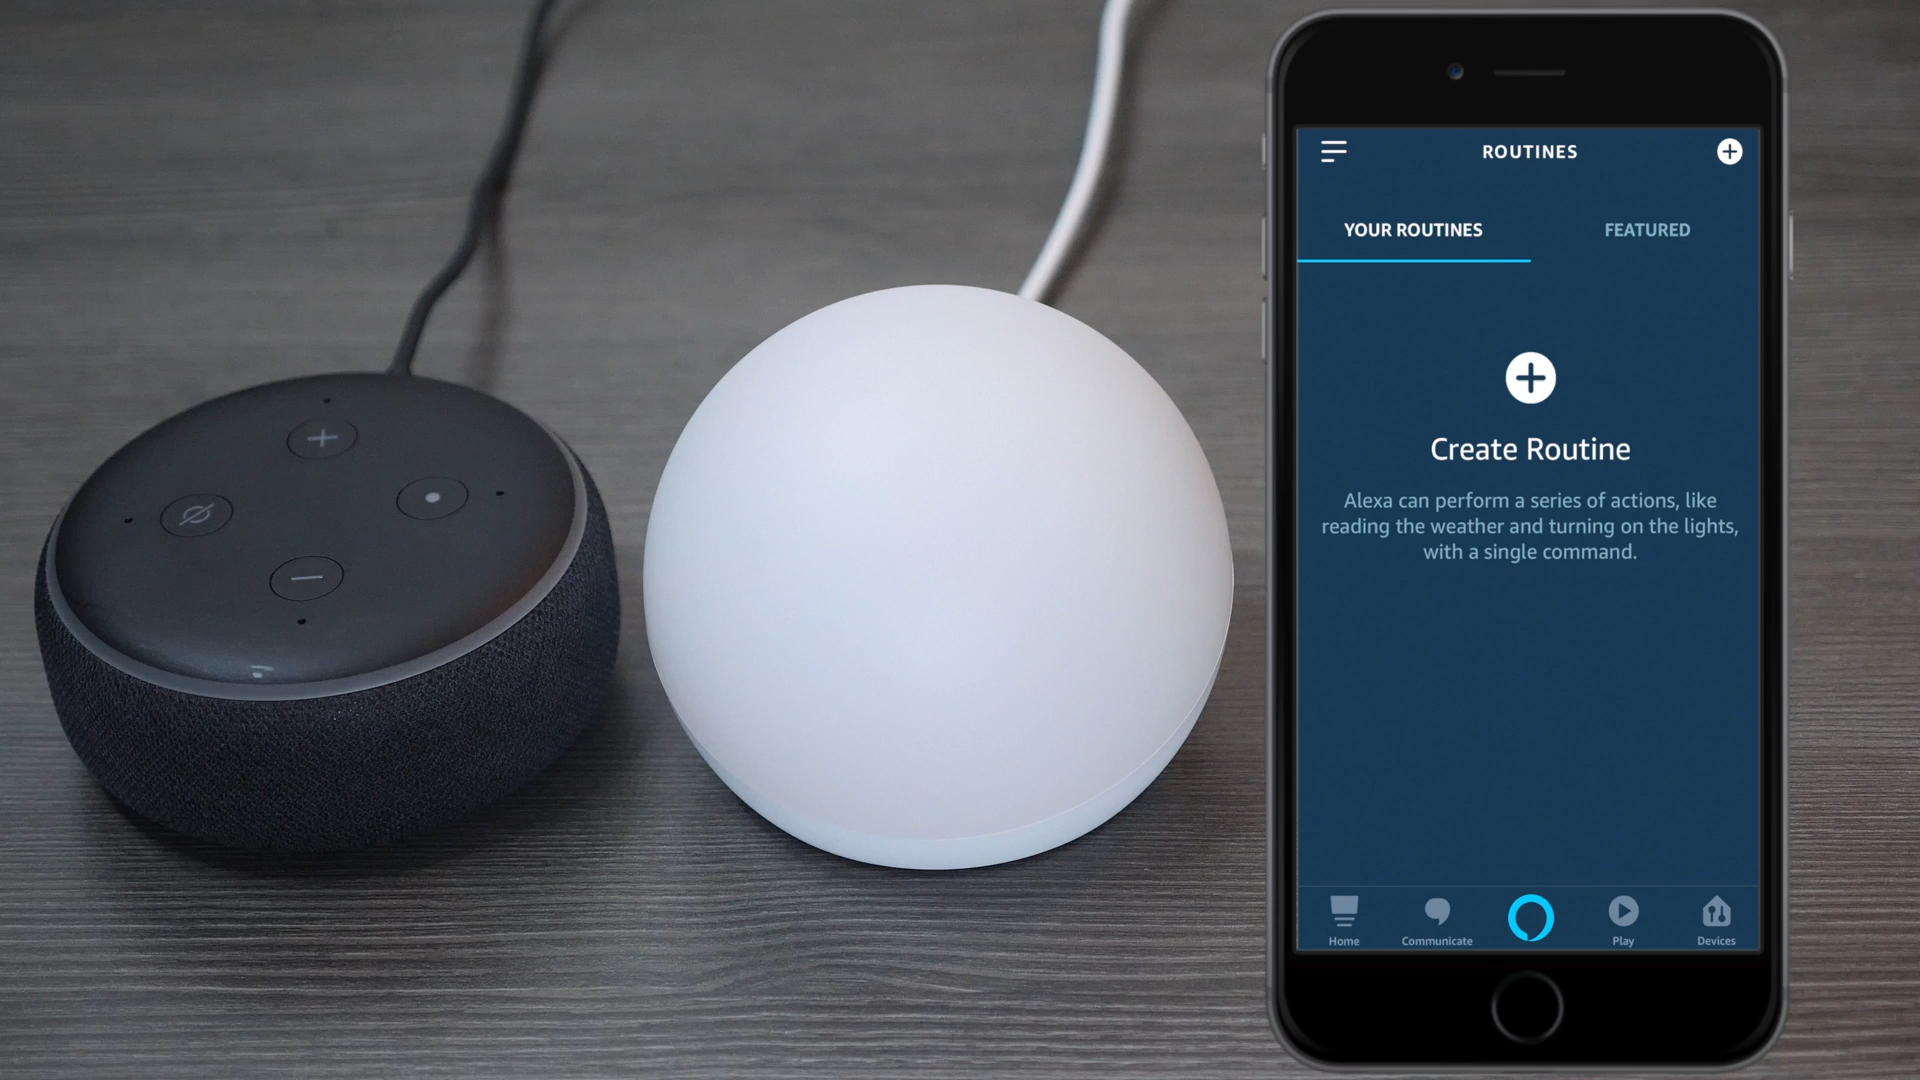 ROUTINES
YOUR ROUTINES
FEATURED
Create Routine
Alexa can perform a series of actions, like
reading the weather and turning on the lights,
with a single command.
Home
Communicate
Play
Devices